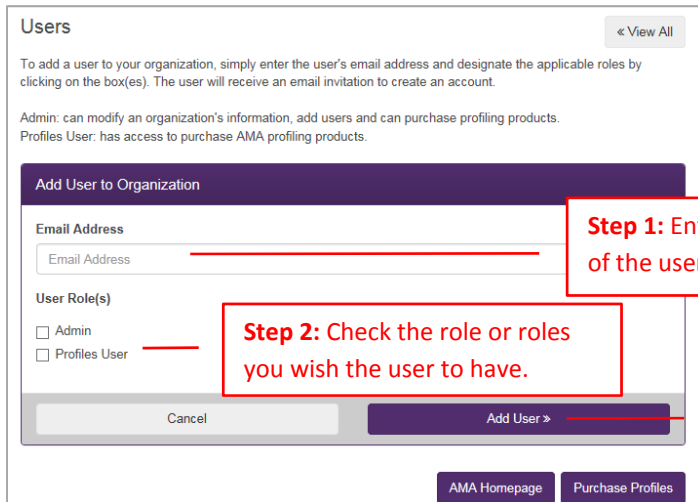 Users
« View All
To add a user to your organization, simply enter the user's email address and designate the applicable roles by
clicking on the box(es). The user will receive an email invitation to create an account.
Admin: can modify an organization's information, add users and can purchase profiling products.
Profiles User: has access to purchase AMA profiling products.
Add User to Organization
Email Address
Email Address
Step 1:
of the
User Role(s)
Admin
Profiles User
Step 2: Check the role or roles
you wish the user to have.
Cancel
Add User »
AMA Homepage
Purchase Profiles